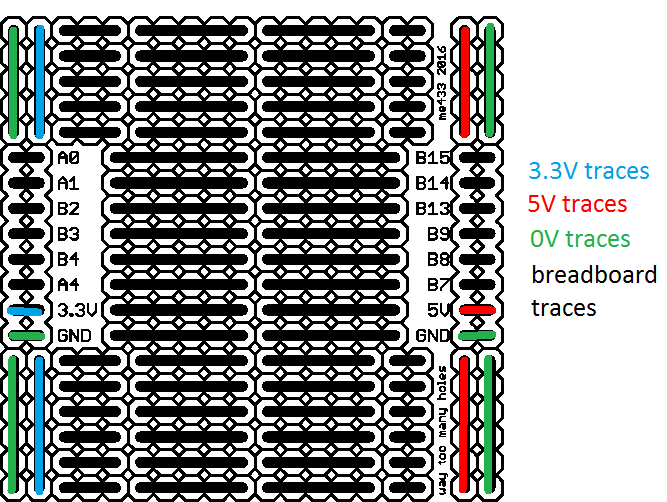 me433 2016
A0
B15
A1
B14
B2
B13
B3
B9
B4
B8
A4
B7
3.3V
5V
GND
GND
way too many holes
3.3V traces
5V traces
0V traces
breadboard
traces